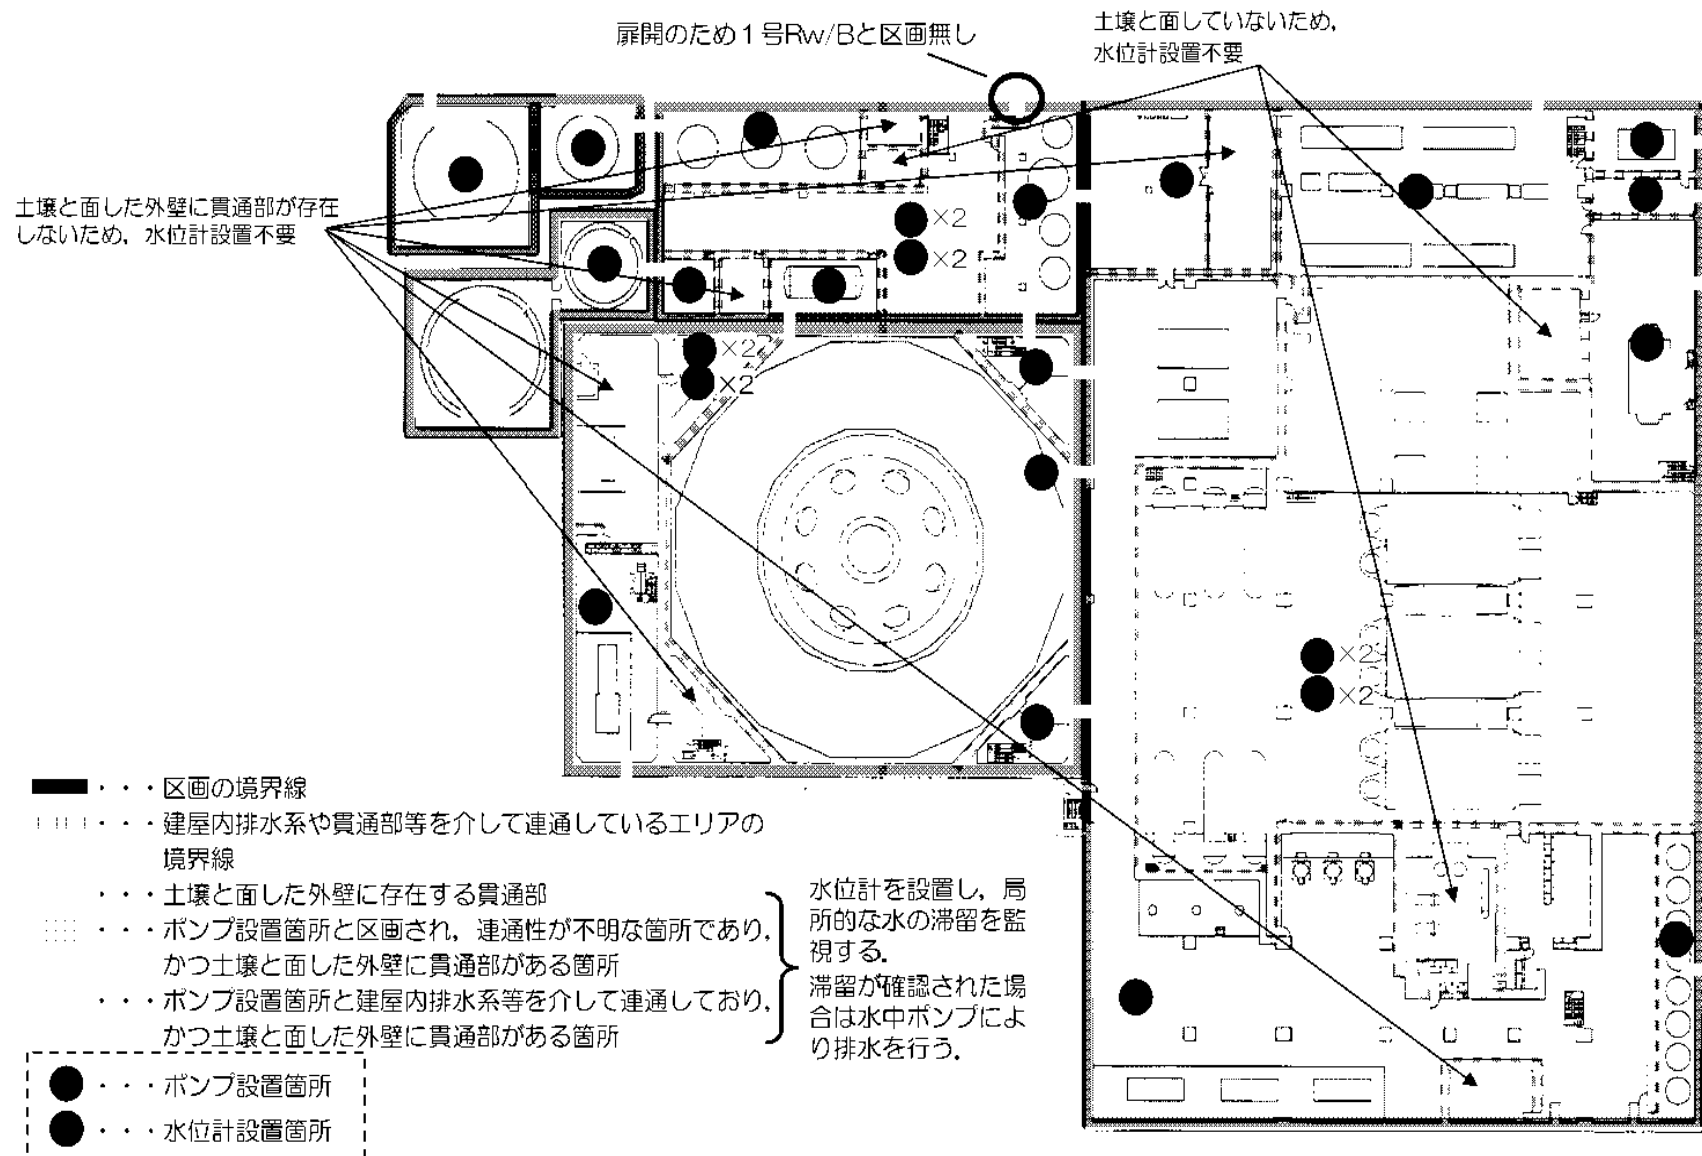 扉開のため１号Rw/Bと区画無し
土壌と面していないため，
水位計設置不要
土壌と面した外壁に貫通部が存在
しないため，水位計設置不要
×2
×2
×2
×2
×2
×2
・・・区画の境界線
・・・建屋内排水系や貫通部等を介して連通しているエリアの
境界線
・・・土壌と面した外壁に存在する貫通部
・・・ポンプ設置箇所と区画され，連通性が不明な箇所であり，
かつ土壌と面した外壁に貫通部がある箇所
・・・ポンプ設置箇所と建屋内排水系等を介して連通しており，
かつ土壌と面した外壁に貫通部がある箇所
水位計を設置し，局
所的な水の滞留を監
視する．
滞留が確認された場
合は水中ポンプによ
り排水を行う．
・・・ポンプ設置箇所
・・・水位計設置箇所